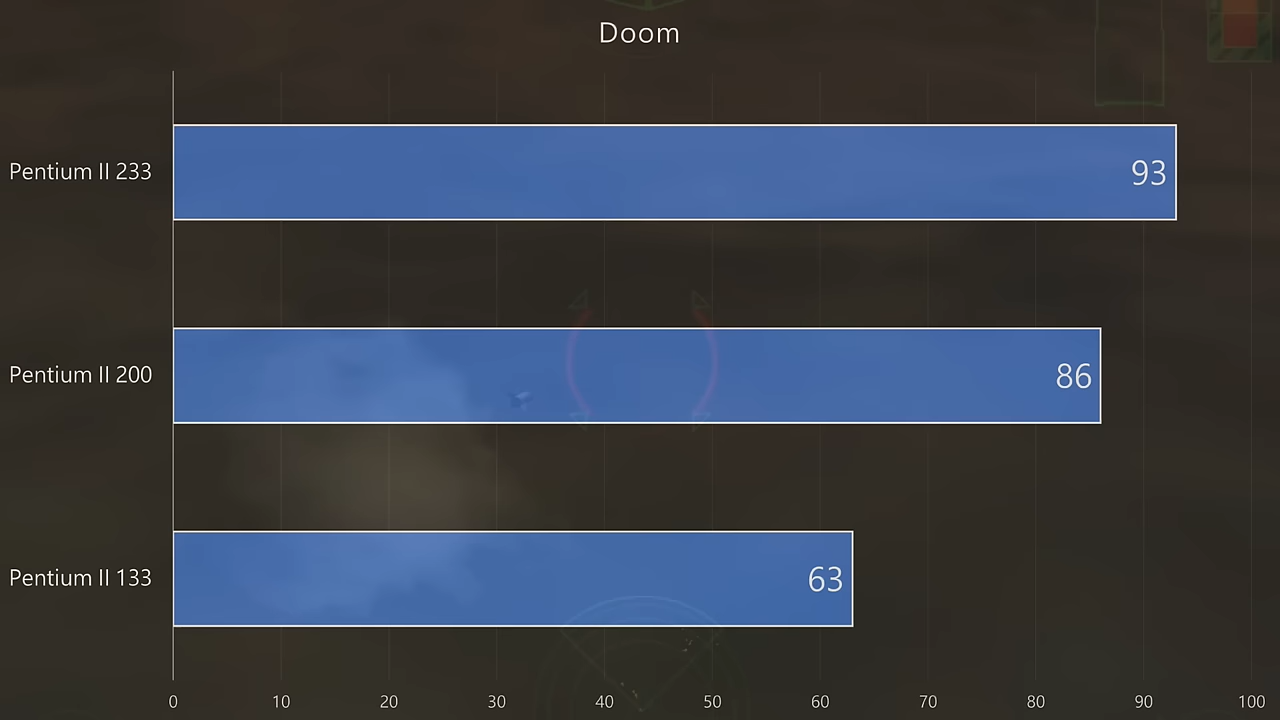 Doom
Pentium II 233
93
Pentium II 200
86
Pentium II 133
63
0 10 20 30 40 50 60 70 80 90 100